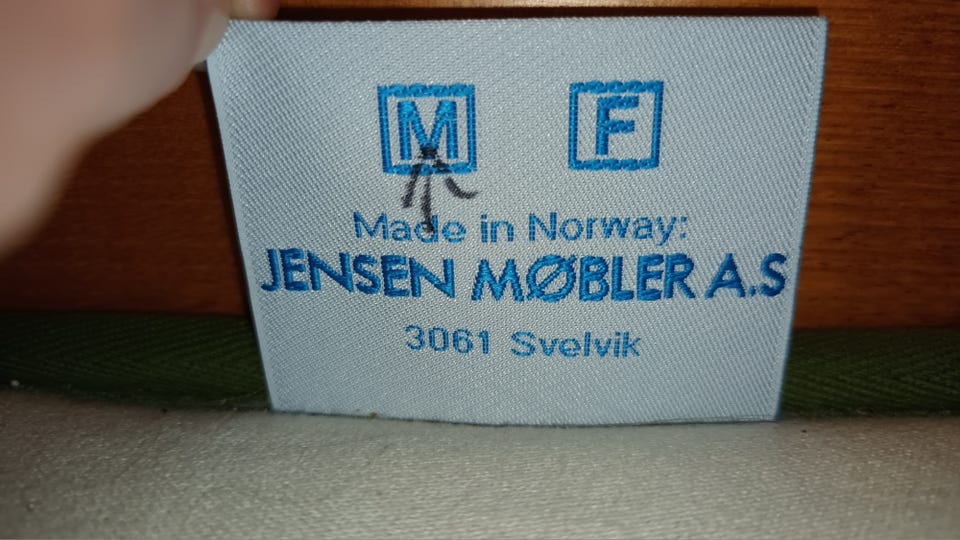 M F
Made in Norway:
JENSEN MØBLER A.S
3061 Svelvik